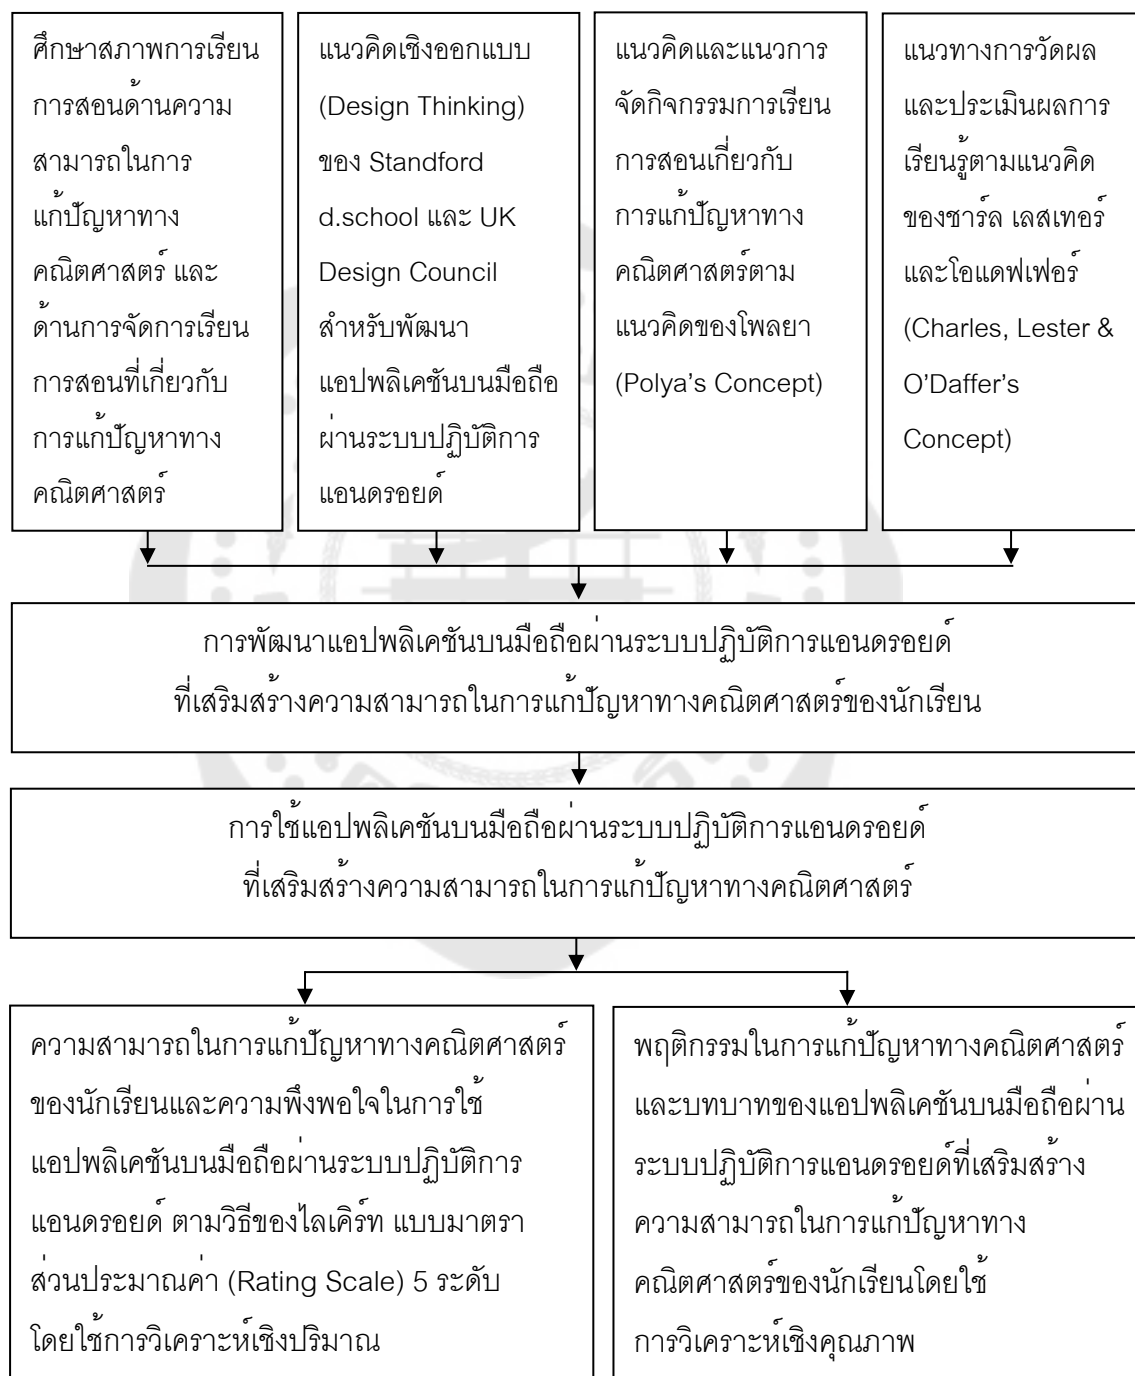 ศึกษาสภาพการเรียน
การสอนด้านความ
สามารถในการ
แก้ปัญหาทาง
คณิตศาสตร์ และ
ด้านการจัดการเรียน
การสอนที่เกี่ยวกับ
การแก้ปัญหาทาง
คณิตศาสตร์
แนวคิดเชิงออกแบบ
(Design Thinking)
ของ Standford
d.school และ UK
Design Council
สำหรับพัฒนา
แอปพลิเคชันบนมือถือ
ผ่านระบบปฏิบัติการ
แอนดรอยด์
แนวคิดและแนวการ
จัดกิจกรรมการเรียน
การสอนเกี่ยวกับ
การแก้ปัญหาทาง
คณิตศาสตร์ตาม
แนวคิดของโพลยา
(Polya’s Concept)
แนวทางการวัดผล
และประเมินผลการ
เรียนรู้ตามแนวคิด
ของชาร์ล เลสเทอร์
และโอแดฟเฟอร์
(Charles, Lester &
O’Daffer’s
Concept)
การพัฒนาแอปพลิเคชันบนมือถือผ่านระบบปฏิบัติการแอนดรอยด์
ที่เสริมสร้างความสามารถในการแก้ปัญหาทางคณิตศาสตร์ของนักเรียน
การใช้แอปพลิเคชันบนมือถือผ่านระบบปฏิบัติการแอนดรอยด์
ที่เสริมสร้างความสามารถในการแก้ปัญหาทางคณิตศาสตร์
ความสามารถในการแก้ปัญหาทางคณิตศาสตร์
ของนักเรียนและความพึงพอใจในการใช้
แอปพลิเคชันบนมือถือผ่านระบบปฏิบัติการ
แอนดรอยด์ ตามวิธีของไลเคิร์ท แบบมาตรา
ส่วนประมาณค่า (Rating Scale) 5 ระดับ
โดยใช้การวิเคราะห์เชิงปริมาณ
พฤติกรรมในการแก้ปัญหาทางคณิตศาสตร์
และบทบาทของแอปพลิเคชันบนมือถือผ่าน
ระบบปฏิบัติการแอนดรอยด์ที่เสริมสร้าง
ความสามารถในการแก้ปัญหาทาง
คณิตศาสตร์ของนักเรียนโดยใช้
การวิเคราะห์เชิงคุณภาพ